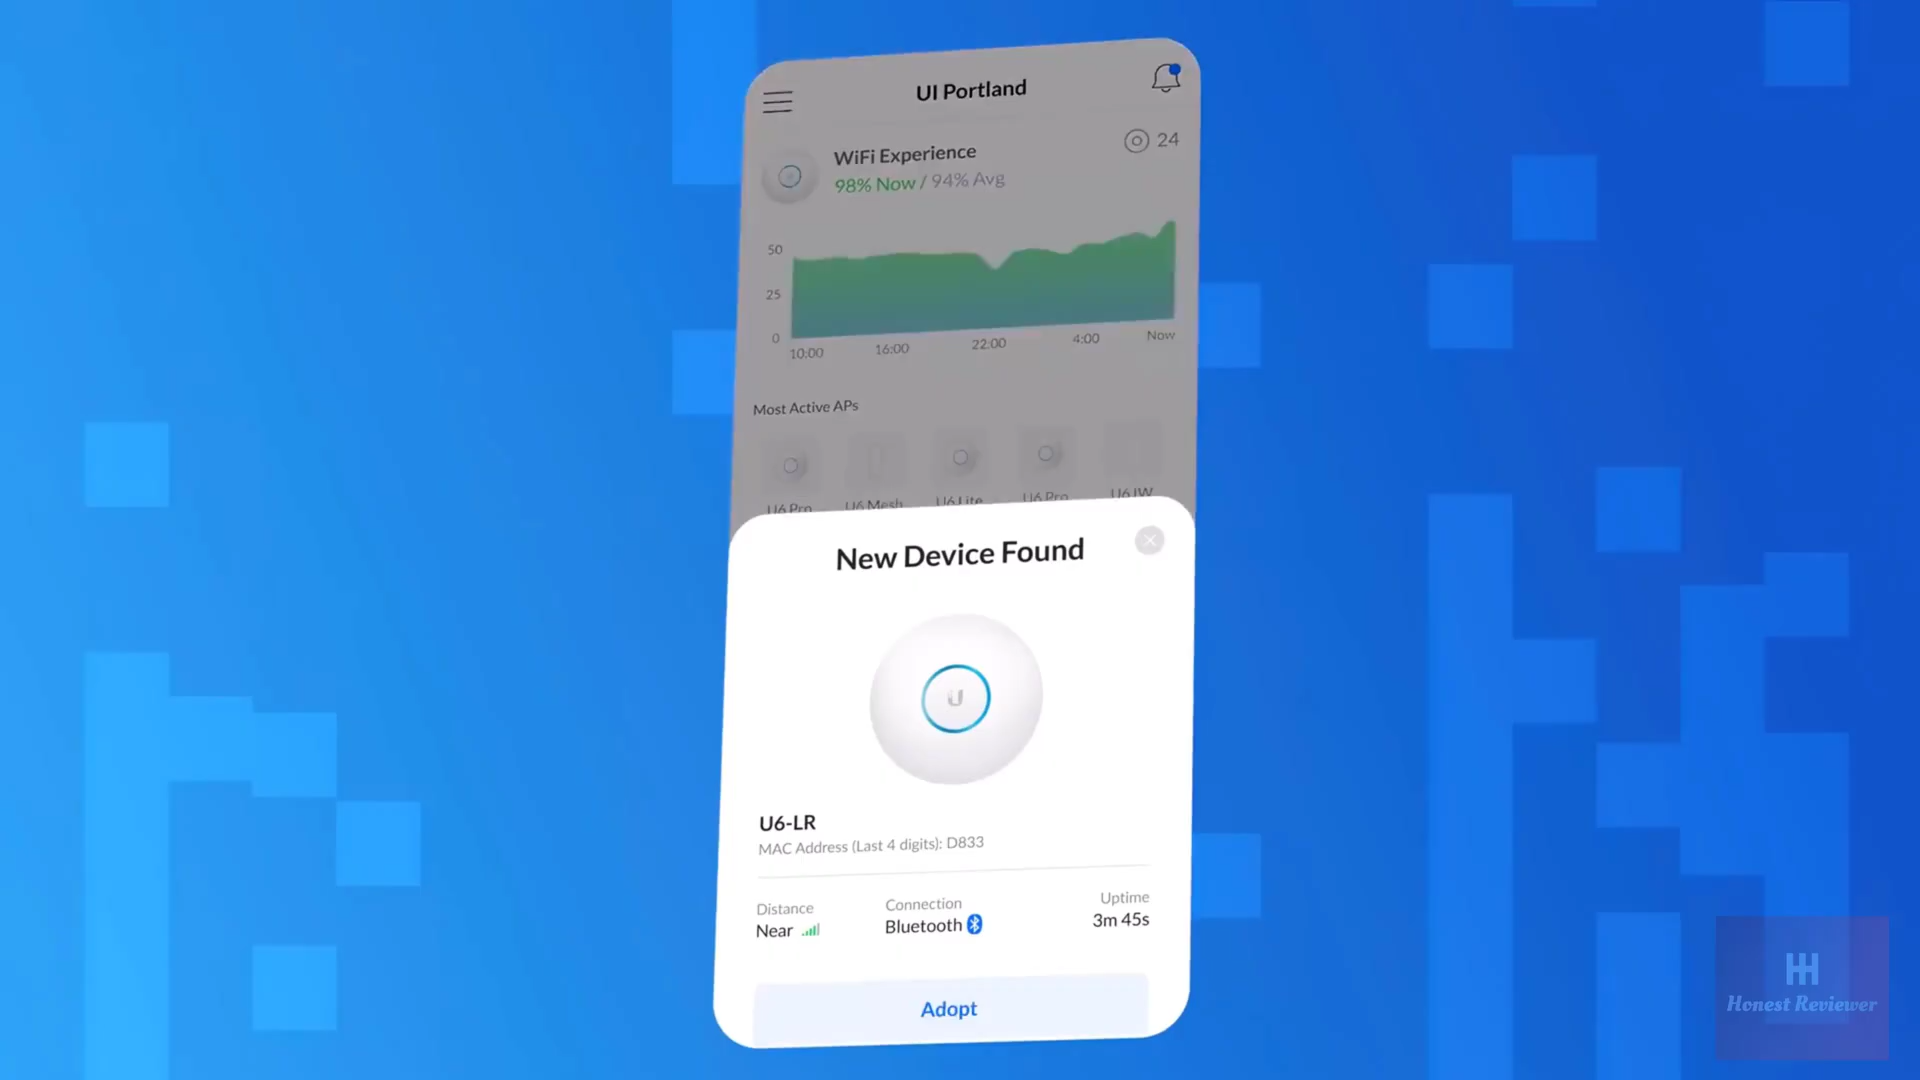 UI Portland
WiFi Experience
98% Now / 94% Avg
24
50
25
0
10:00
16:00
22:00
4:00
Now
Most Active APs
U6 Pro
U6 Mesh
U6 Lite
U6 Pro
U6 IW
New Device Found
U6-LR
MAC Address (Last 4 digits): D833
Distance
Near
Connection
Bluetooth
Uptime
3m 45s
Adopt
Honest Reviewer